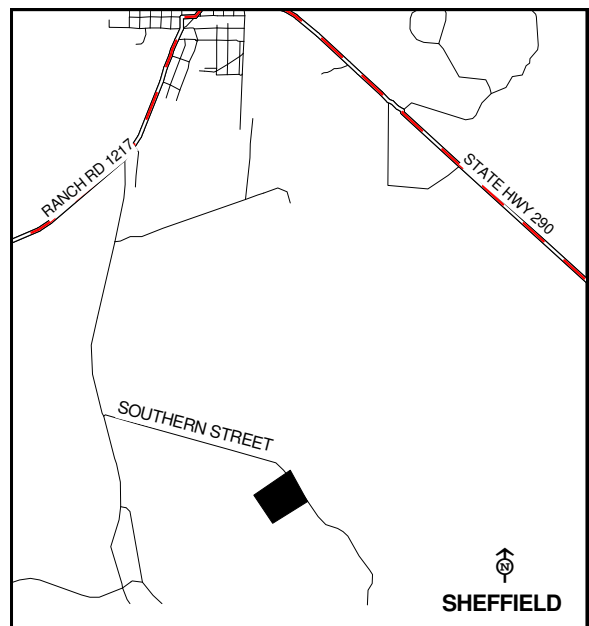 RANCH RD 1217
STATE HWY 290
SOUTHERN STREET
N
SHEFFIELD